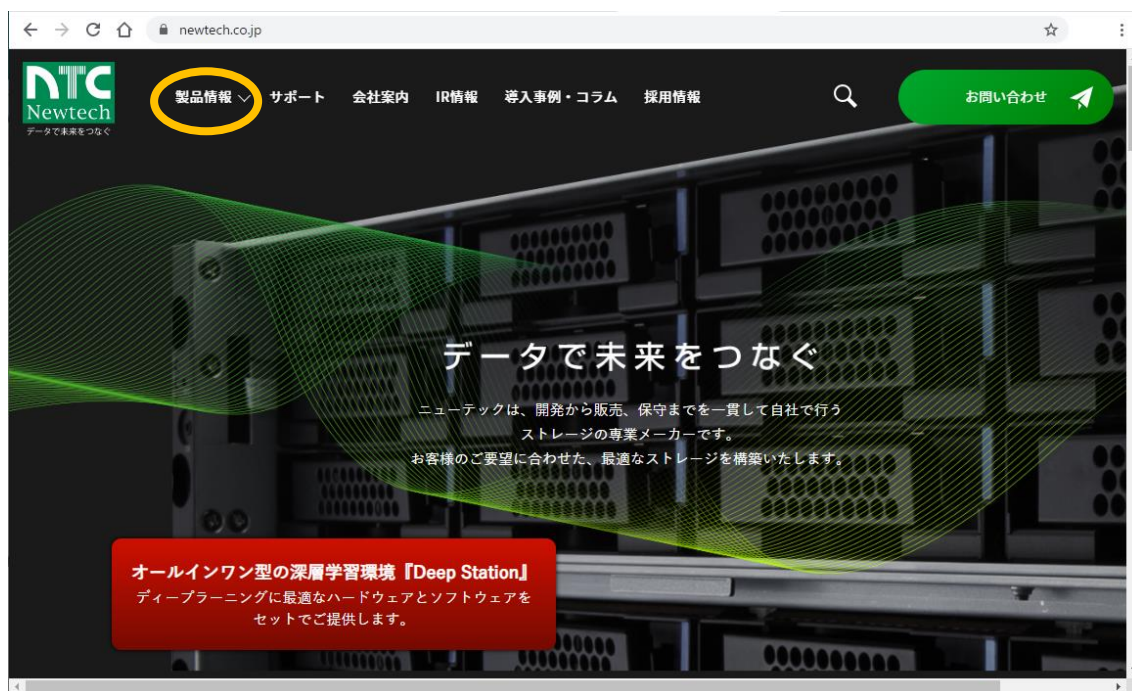 newtech.co.jp
NTC
Newtech
データで未来をつなぐ
製品情報
サポート
会社案内
IR情報
導入事例・コラム
採用情報
お問い合わせ
データで未来をつなぐ
ニューテックは、開発から販売、保守までを一貫して自社で行う
ストレージの専業メーカーです。
お客様のご要望に合わせた、最適なストレージを構築いたします。
オールインワン型の深層学習環境『Deep Station』
ディープラーニングに最適なハードウェアとソフトウェアを
セットでご提供します。